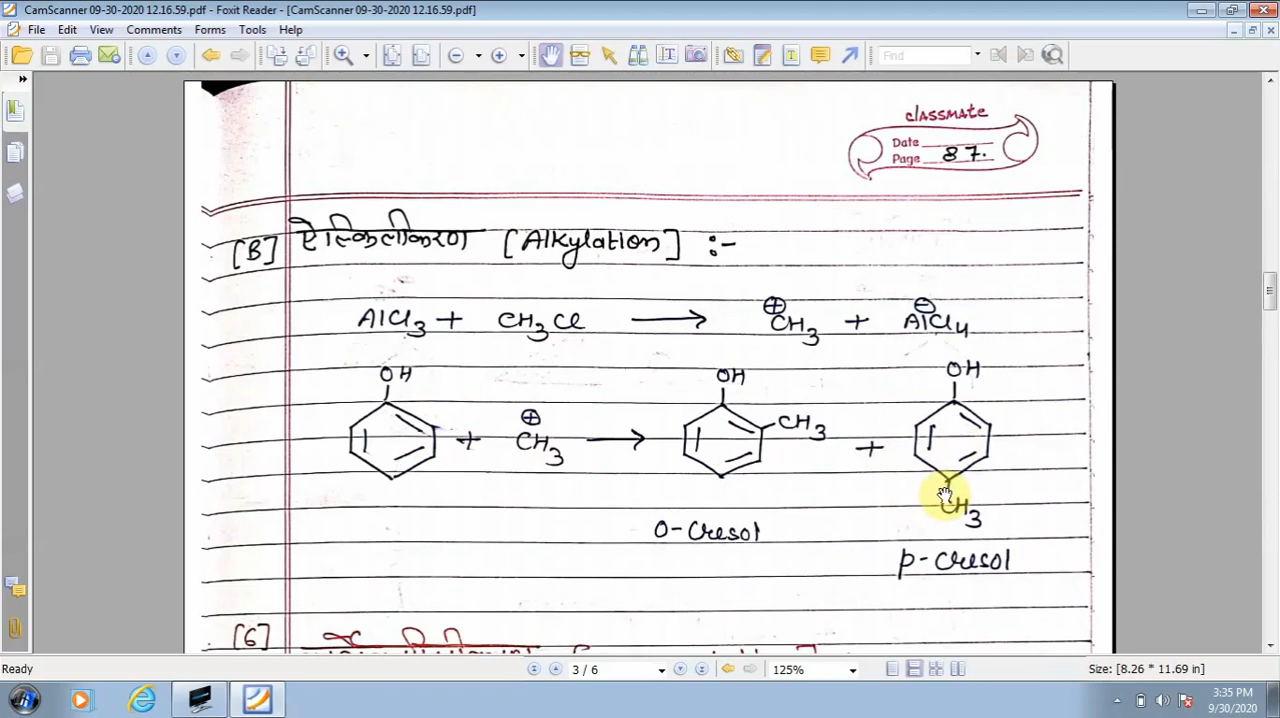 CamScanner 09-30-2020 12.16.59.pdf - Foxit Reader - [CamScanner 09-30-2020 12.16.59.pdf]
File Edit View Comments Forms Tools Help
Find
classmate
Date
Page 87.
[B] ऐल्किलीकरण [Alkylation] :-
AlCl3 + CH3Cl → ⊕CH3 + ⊖AlCl4
OH OH OH
⊕CH3 CH3
+ → +
CH3
O-Cresol
p-Cresol
[6]
Ready 3 / 6 125% Size: [8.26 * 11.69 in]
3:35 PM
9/30/2020